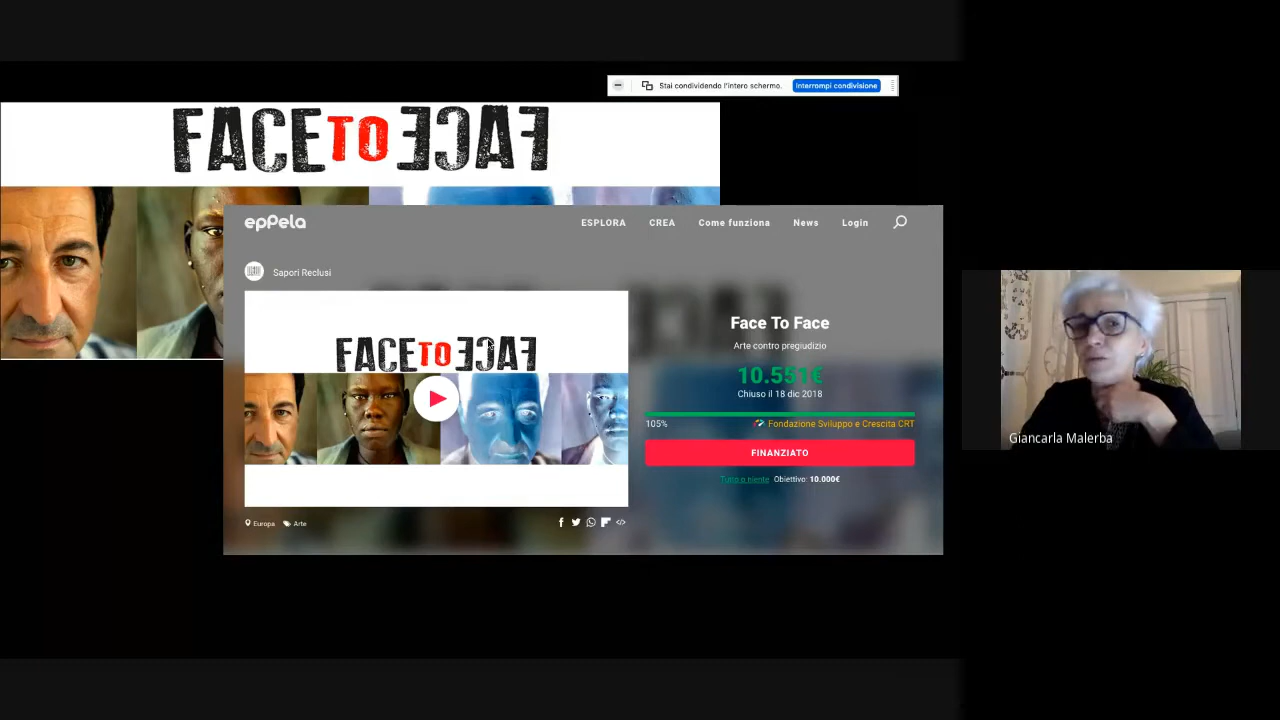 Stai condividendo l'intero schermo. Interrompi condivisione
FACE TO FACE
eppela ESPLORA CREA Come funziona News Login
Sapori Reclusi
FACE TO FACE
Face To Face
Arte contro pregiudizio
10.551€
Chiuso il 18 dic 2018
105% Fondazione Sviluppo e Crescita CRT
FINANZIATO
Tutto o niente Obiettivo: 10.000€
Europa Arte
Giancarla Malerba